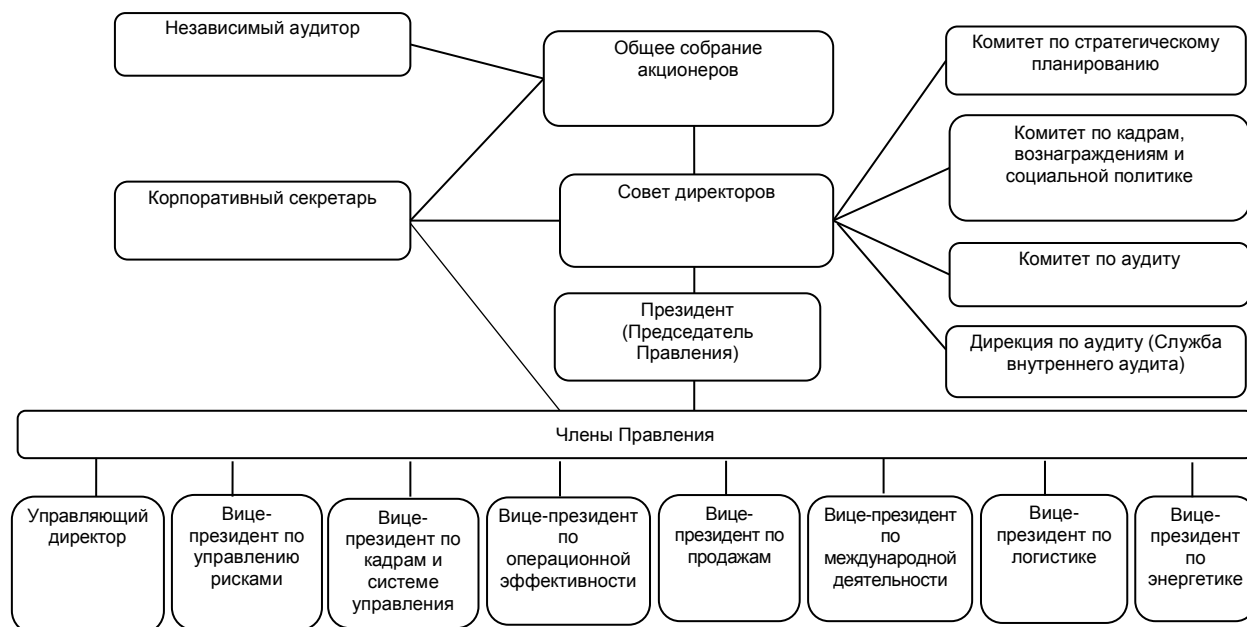 Независимый аудитор
Общее собрание
акционеров
Комитет по стратегическому
планированию
Комитет по кадрам,
вознаграждениям и
социальной политике
Корпоративный секретарь
Совет директоров
Комитет по аудиту
Президент
(Председатель
Правления)
Дирекция по аудиту (Служба
внутреннего аудита)
Члены Правления
Управляющий
директор
Вице-
президент по
управлению
рисками
Вице-
президент по
кадрам и
системе
управления
Вице-президент
по
операционной
эффективности
Вице-
президент по
продажам
Вице-президент
по
международной
деятельности
Вице-
президент по
логистике
Вице-
президент
по
энергетике